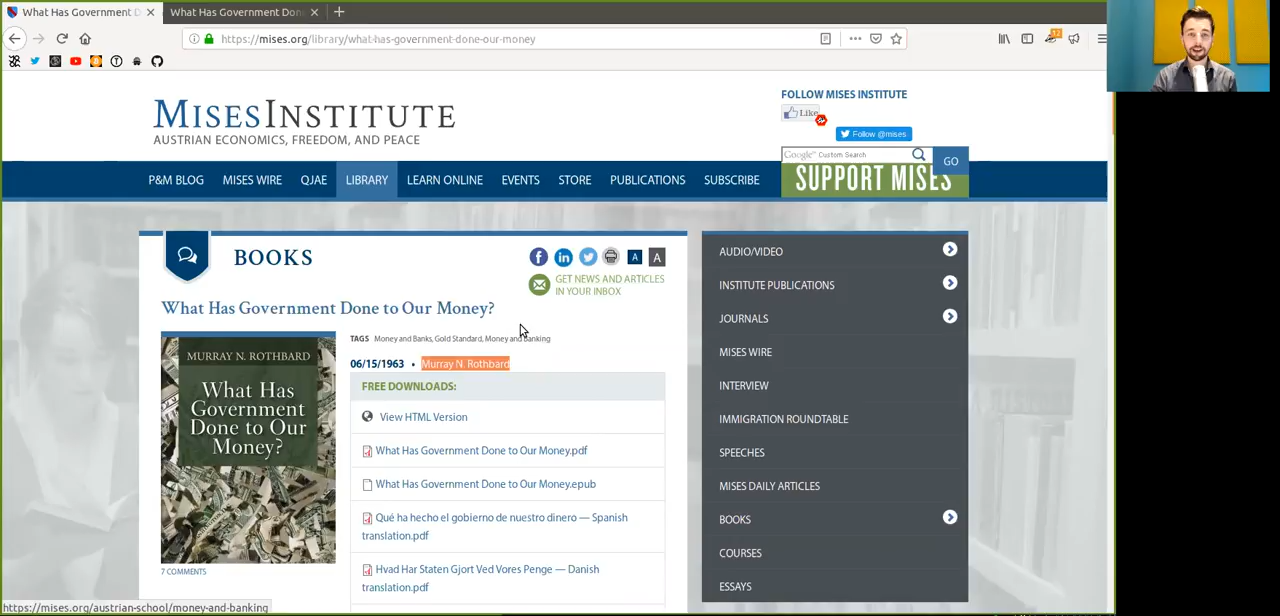 What Has Government D
What Has Government Don
https://mises.org/library/what-has-government-done-our-money
12
MISESINSTITUTE
AUSTRIAN ECONOMICS, FREEDOM, AND PEACE
FOLLOW MISES INSTITUTE
Like
Follow @mises
Google Custom Search
GO
SUPPORT MISES
P&M BLOG MISES WIRE QJAE LIBRARY LEARN ONLINE EVENTS STORE PUBLICATIONS SUBSCRIBE
BOOKS
A A
GET NEWS AND ARTICLES
IN YOUR INBOX
What Has Government Done to Our Money?
TAGS Money and Banks, Gold Standard, Money and banking
06/15/1963 • Murray N. Rothbard
MURRAY N. ROTHBARD
What Has
Government
Done to Our
Money?
7 COMMENTS
FREE DOWNLOADS:
View HTML Version
What Has Government Done to Our Money.pdf
What Has Government Done to Our Money.epub
Qué ha hecho el gobierno de nuestro dinero — Spanish
translation.pdf
Hvad Har Staten Gjort Ved Vores Penge — Danish
translation.pdf
AUDIO/VIDEO
INSTITUTE PUBLICATIONS
JOURNALS
MISES WIRE
INTERVIEW
IMMIGRATION ROUNDTABLE
SPEECHES
MISES DAILY ARTICLES
BOOKS
COURSES
ESSAYS
https://mises.org/austrian-school/money-and-banking